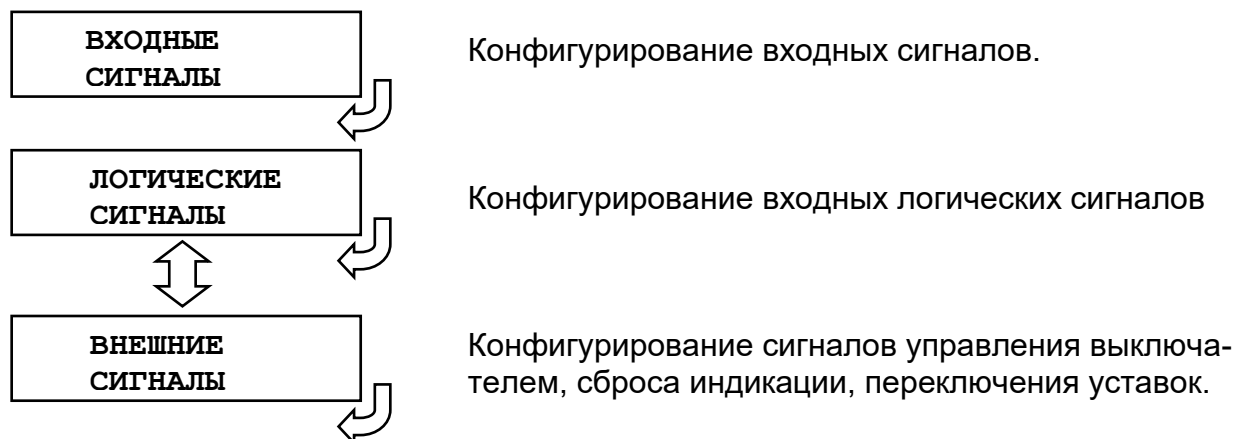 ВХОДНЫЕ
СИГНАЛЫ
Конфигурирование входных сигналов.
ЛОГИЧЕСКИЕ
СИГНАЛЫ
Конфигурирование входных логических сигналов
ВНЕШНИЕ
СИГНАЛЫ
Конфигурирование сигналов управления выключа-
телем, сброса индикации, переключения уставок.